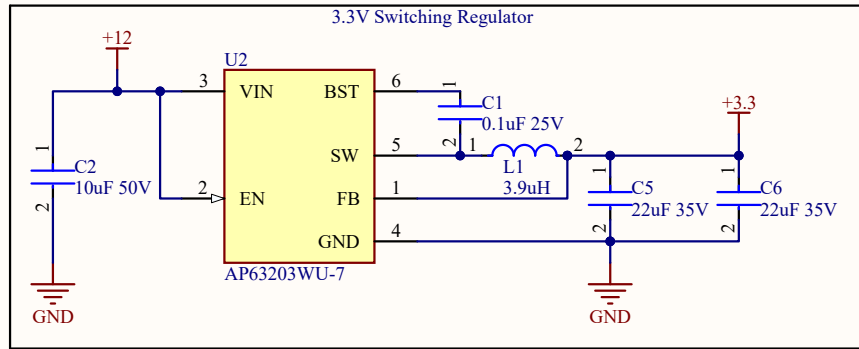 3.3V Switching Regulator
+12
U2
3
VIN
BST
6
1
C1
0.1uF 25V
2
+3.3
1
C2
10uF 50V
2
SW
5
1
L1
3.9uH
2
2
EN
FB
1
1
C5
22uF 35V
2
1
C6
22uF 35V
2
GND
4
AP63203WU-7
GND
GND